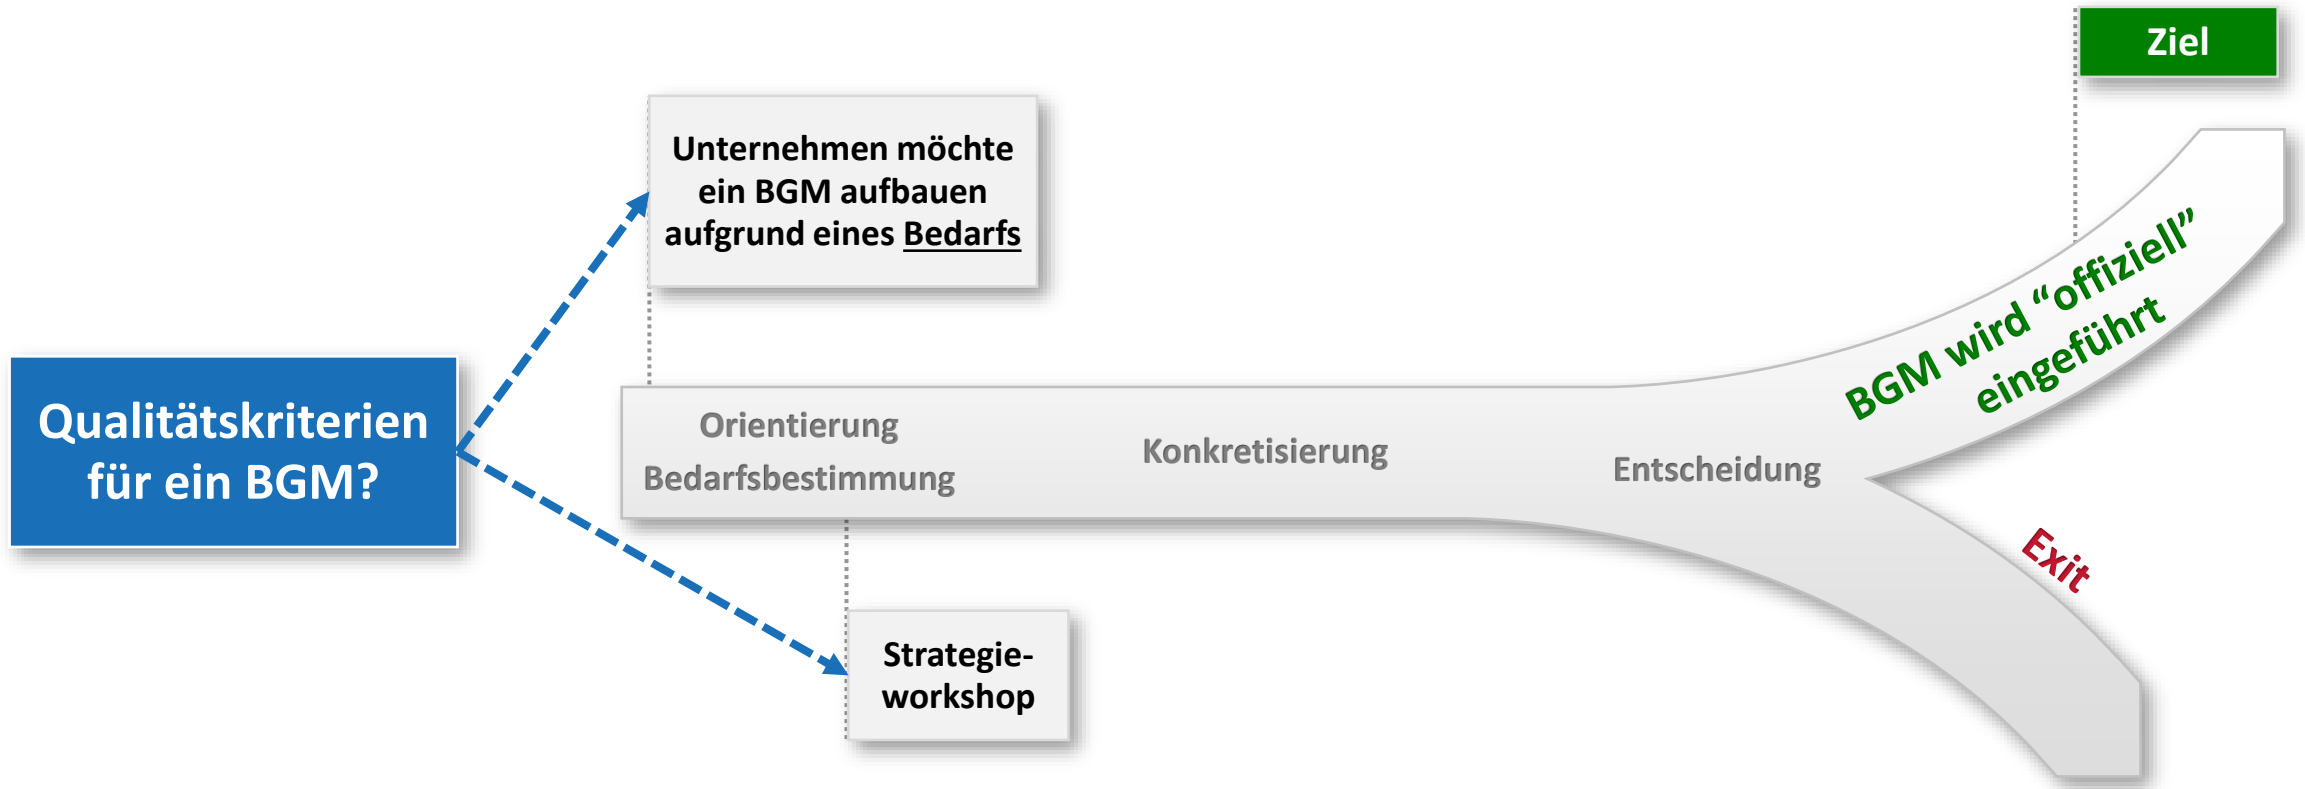 Ziel
Unternehmen möchte
ein BGM aufbauen
aufgrund eines Bedarfs
Qualitätskriterien
für ein BGM?
Orientierung
Bedarfsbestimmung
Konkretisierung
Entscheidung
BGM wird “offiziell”
eingeführt
Exit
Strategie-
workshop